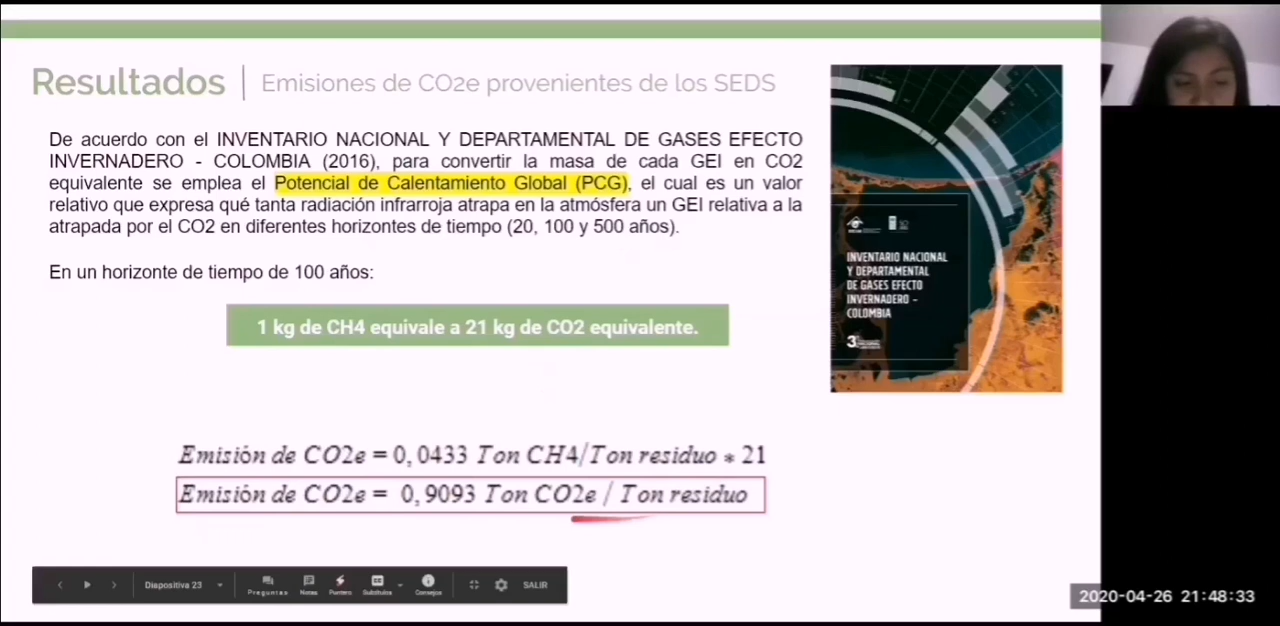 Resultados | Emisiones de CO2e provenientes de los SEDS
De acuerdo con el INVENTARIO NACIONAL Y DEPARTAMENTAL DE GASES EFECTO
INVERNADERO - COLOMBIA (2016), para convertir la masa de cada GEI en CO2
equivalente se emplea el Potencial de Calentamiento Global (PCG), el cual es un valor
relativo que expresa qué tanta radiación infrarroja atrapa en la atmósfera un GEI relativa a la
atrapada por el CO2 en diferentes horizontes de tiempo (20, 100 y 500 años).
En un horizonte de tiempo de 100 años:
1 kg de CH4 equivale a 21 kg de CO2 equivalente.
Emisión de CO2e = 0,0433 Ton CH4/Ton residuo * 21
Emisión de CO2e = 0,9093 Ton CO2e / Ton residuo
INVENTARIO NACIONAL
Y DEPARTAMENTAL
DE GASES EFECTO
INVERNADERO –
COLOMBIA
3
Diapositiva 23
Preguntas
Notas
Puntero
Subtítulos
Consejos
SALIR
2020-04-26 21:48:33